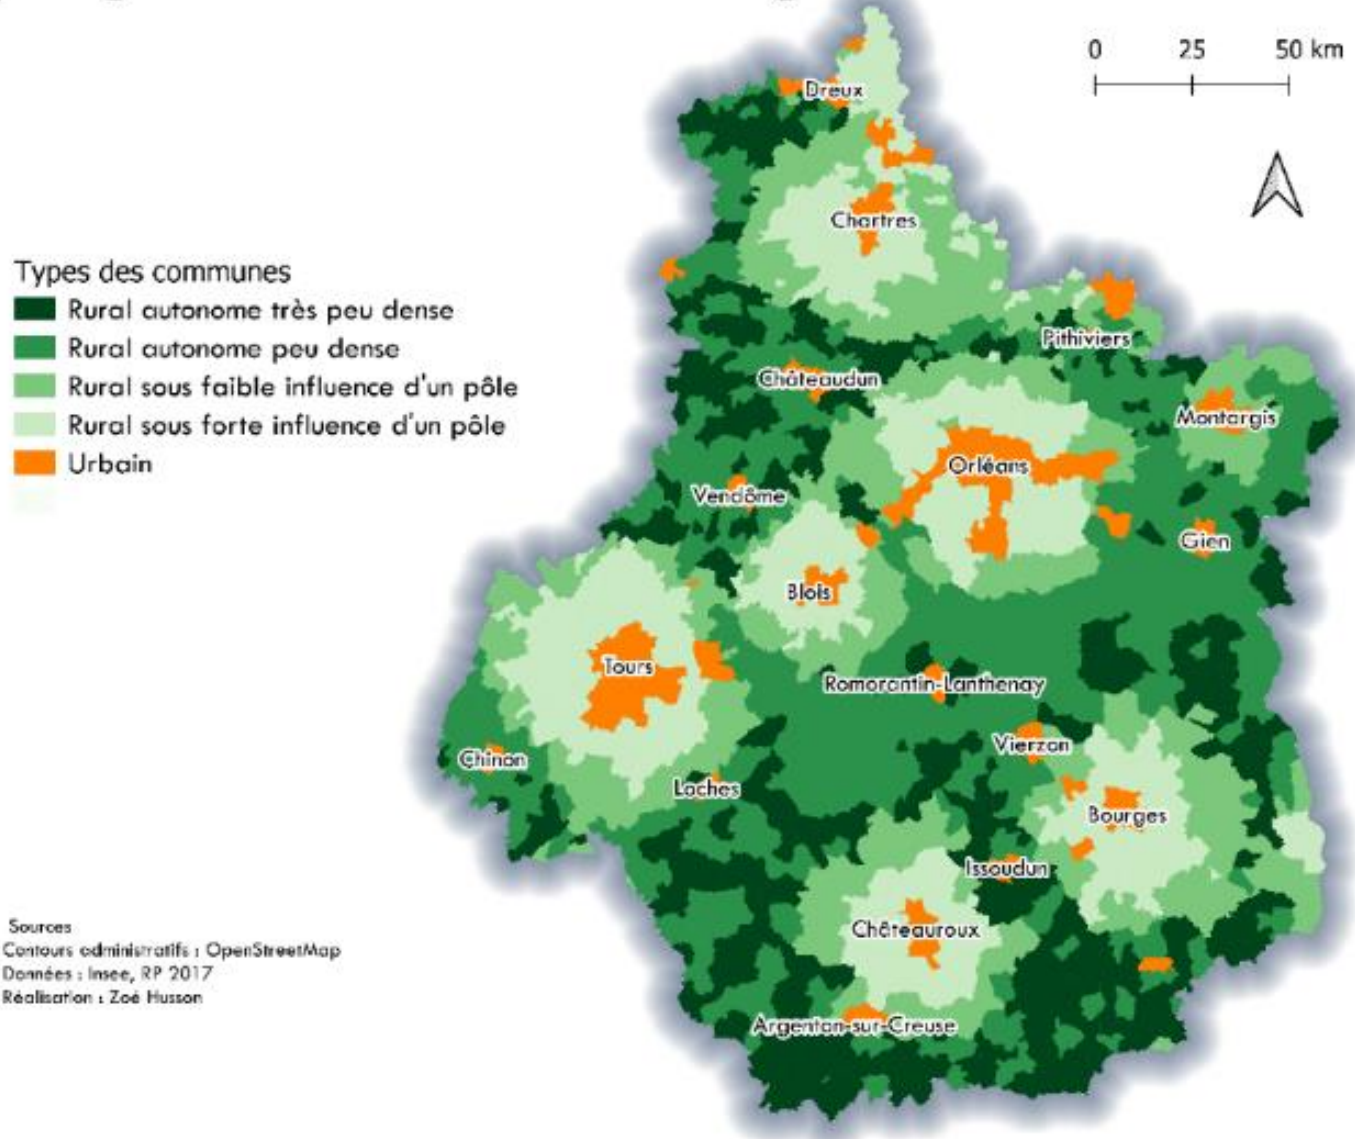 0 25 50 km
Dreux
Chartres
Types des communes
Rural autonome très peu dense
Rural autonome peu dense
Rural sous faible influence d'un pôle
Rural sous forte influence d'un pôle
Urbain
Pithiviers
Châteaudun
Montargis
Orléans
Vendôme
Gien
Blois
Tours
Romorantin-Lanthenay
Vierzon
Chinon
Loches
Bourges
Issoudun
Châteauroux
Argenton-sur-Creuse
Sources
Contours administratifs : OpenStreetMap
Données : Insee, RP 2017
Réalisation : Zoé Husson